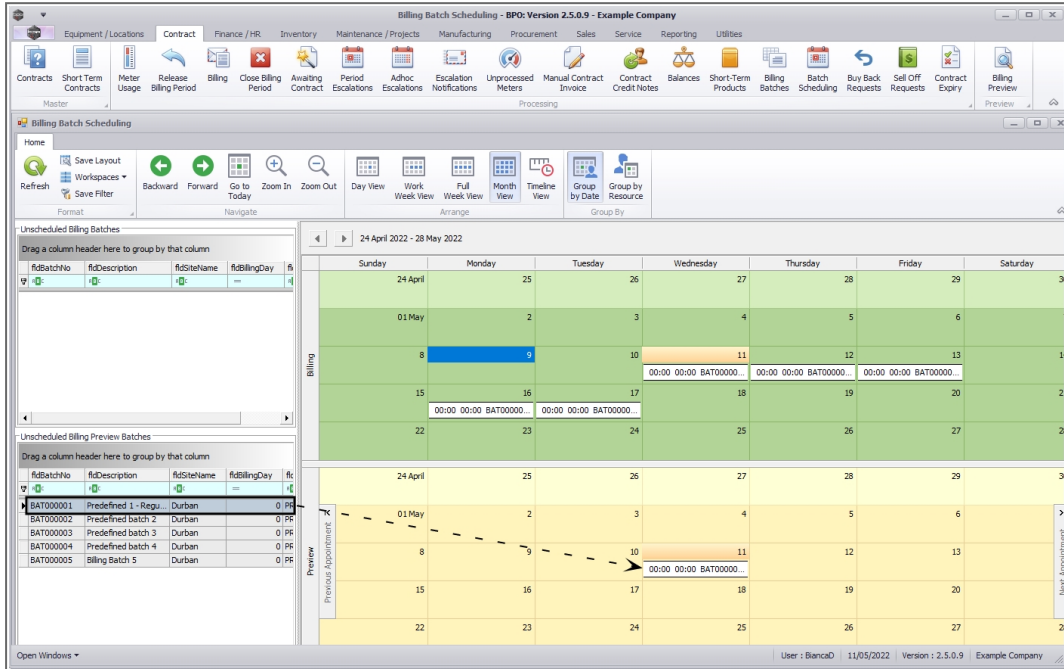 Billing Batch Scheduling - BPO: Version 2.5.0.9 - Example Company
Equipment / Locations Contract Finance / HR Inventory Maintenance / Projects Manufacturing Procurement Sales Service Reporting Utilities
Contracts
Short Term
Contracts
Meter
Usage
Release
Billing Period
Billing
Close Billing
Period
Awaiting
Contract
Period
Escalations
Adhoc
Escalations
Escalation
Notifications
Unprocessed
Meters
Manual Contract
Invoice
Contract
Credit Notes
Balances
Short-Term
Products
Billing
Batches
Batch
Scheduling
Buy Back
Requests
Sell Off
Requests
Contract
Expiry
Billing
Preview
Master Processing Preview
Billing Batch Scheduling
Home
Refresh
Save Layout
Workspaces
Save Filter
Backward
Forward
Go to
Today
Zoom In
Zoom Out
Day View
Work
Week View
Full
Week View
Month
View
Timeline
View
Group
by Date
Group by
Resource
Format Navigate Arrange Group By
Unscheduled Billing Batches
Drag a column header here to group by that column
fldBatchNo fldDescription fldSiteName fldBillingDay
24 April 2022 - 28 May 2022
Sunday Monday Tuesday Wednesday Thursday Friday Saturday
Billing
24 April 25 26 27 28 29
01 May 2 3 4 5 6
8 9 10 11 12 13
00:00 00:00 BAT00000... 00:00 00:00 BAT00000... 00:00 00:00 BAT00000...
15 16 17 18 19 20
00:00 00:00 BAT00000... 00:00 00:00 BAT00000...
22 23 24 25 26 27
Unscheduled Billing Preview Batches
Drag a column header here to group by that column
fldBatchNo fldDescription fldSiteName fldBillingDay
BAT000001 Predefined 1 - Regu... Durban 0 PR
BAT000002 Predefined batch 2 Durban 0 PR
BAT000003 Predefined batch 3 Durban 0 PR
BAT000004 Predefined batch 4 Durban 0 PR
BAT000005 Billing Batch 5 Durban 0 PR
Preview
Previous Appointment
24 April 25 26 27 28 29
01 May 2 3 4 5 6
8 9 10 11 12 13
00:00 00:00 BAT00000...
15 16 17 18 19 20
22 23 24 25 26 27
Next Appointment
Open Windows User : BiancaD 11/05/2022 Version : 2.5.0.9 Example Company